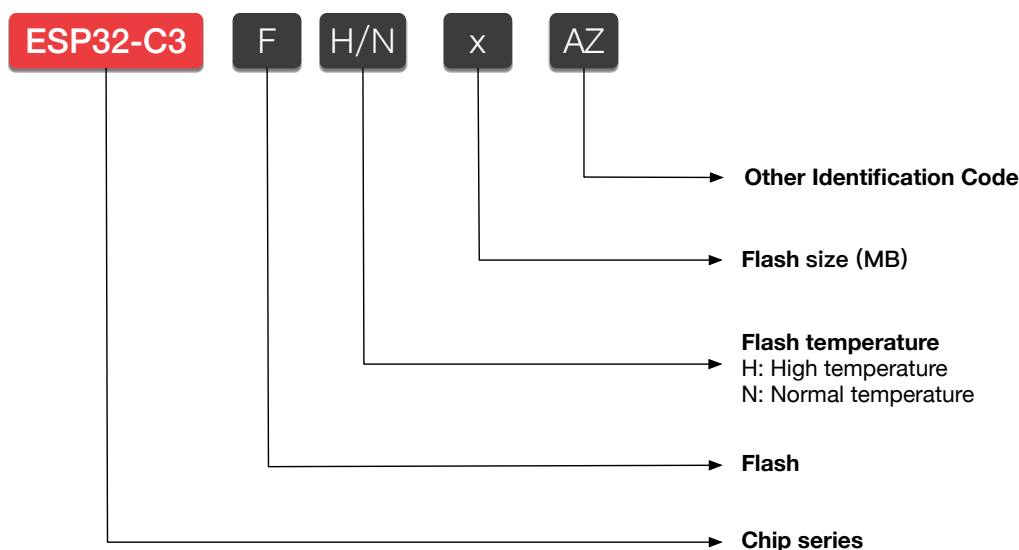 ESP32-C3 F H/N x AZ
Other Identification Code
Flash size (MB)
Flash temperature
H: High temperature
N: Normal temperature
Flash
Chip series